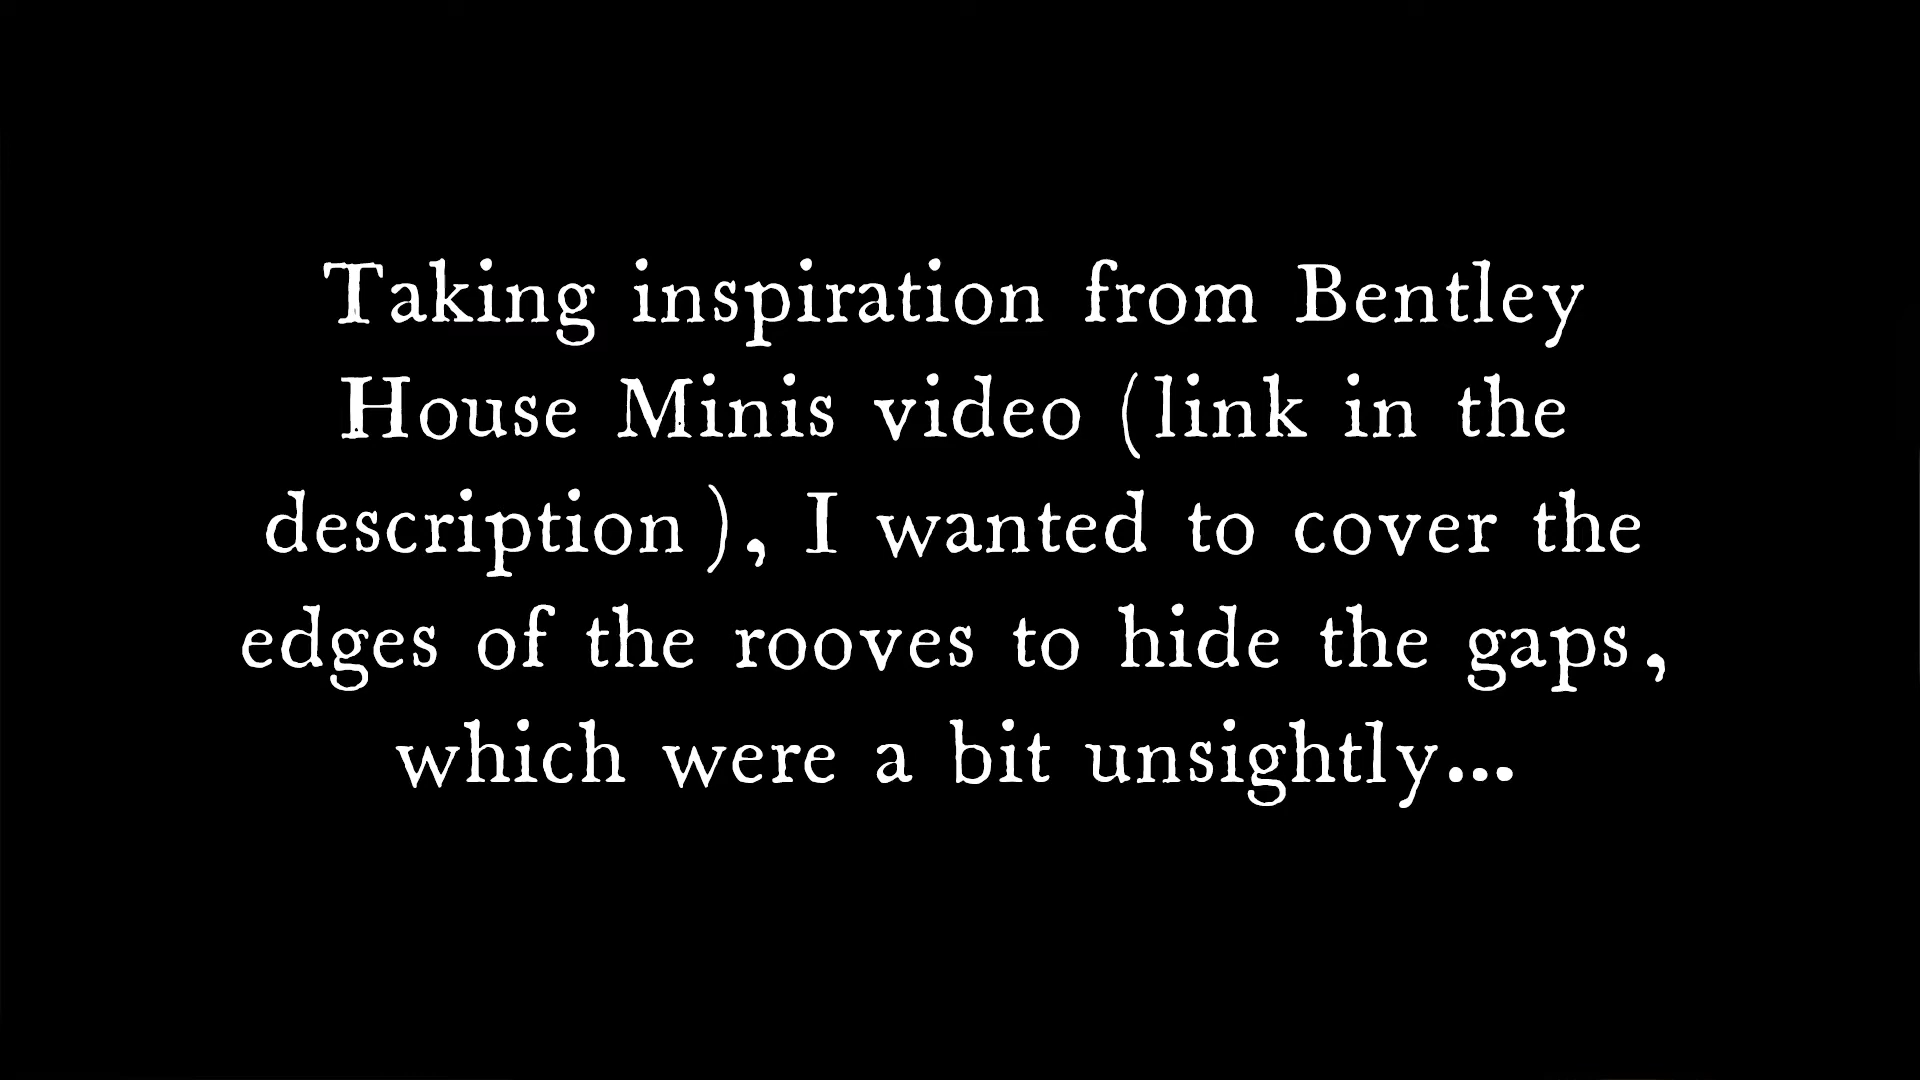 Taking inspiration from Bentley
House Minis video (link in the
description), I wanted to cover the
edges of the rooves to hide the gaps,
which were a bit unsightly...